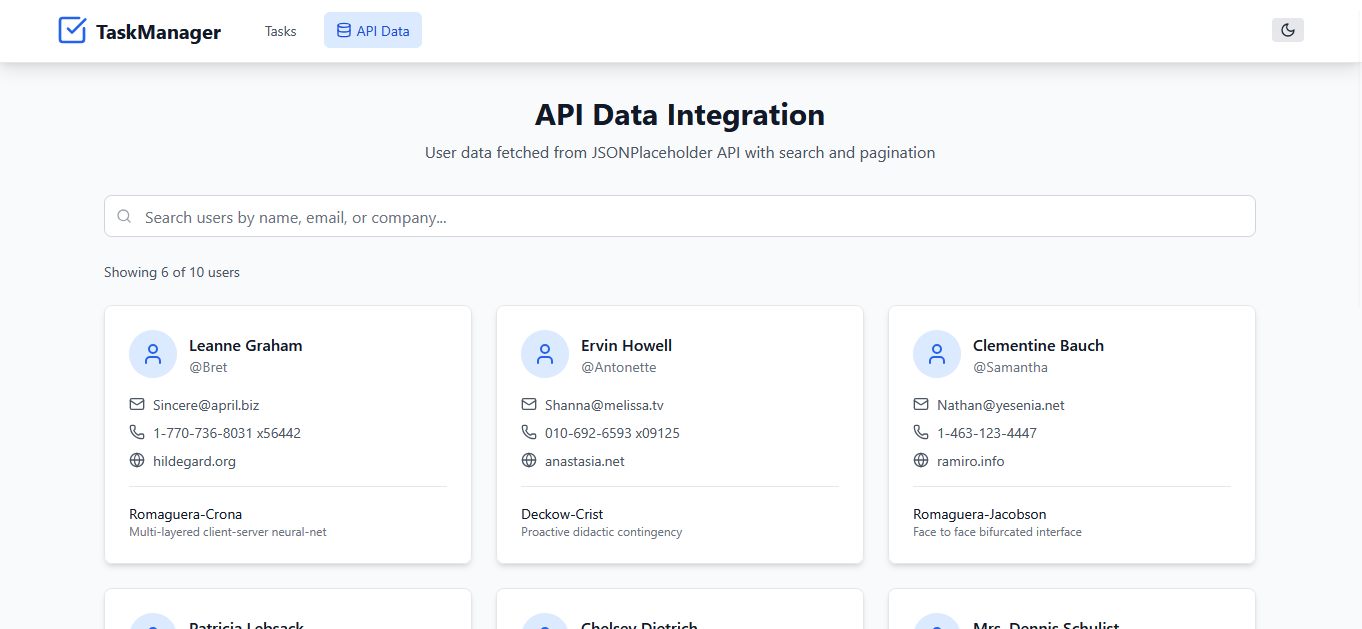 TaskManager Tasks API Data
API Data Integration
User data fetched from JSONPlaceholder API with search and pagination
Search users by name, email, or company...
Showing 6 of 10 users
Leanne Graham
@Bret
Sincere@april.biz
1-770-736-8031 x56442
hildegard.org
Romaguera-Crona
Multi-layered client-server neural-net
Ervin Howell
@Antonette
Shanna@melissa.tv
010-692-6593 x09125
anastasia.net
Deckow-Crist
Proactive didactic contingency
Clementine Bauch
@Samantha
Nathan@yesenia.net
1-463-123-4447
ramiro.info
Romaguera-Jacobson
Face to face bifurcated interface
Patricia Lebsack
Chelsey Dietrich
Mrs. Dennis Schulist